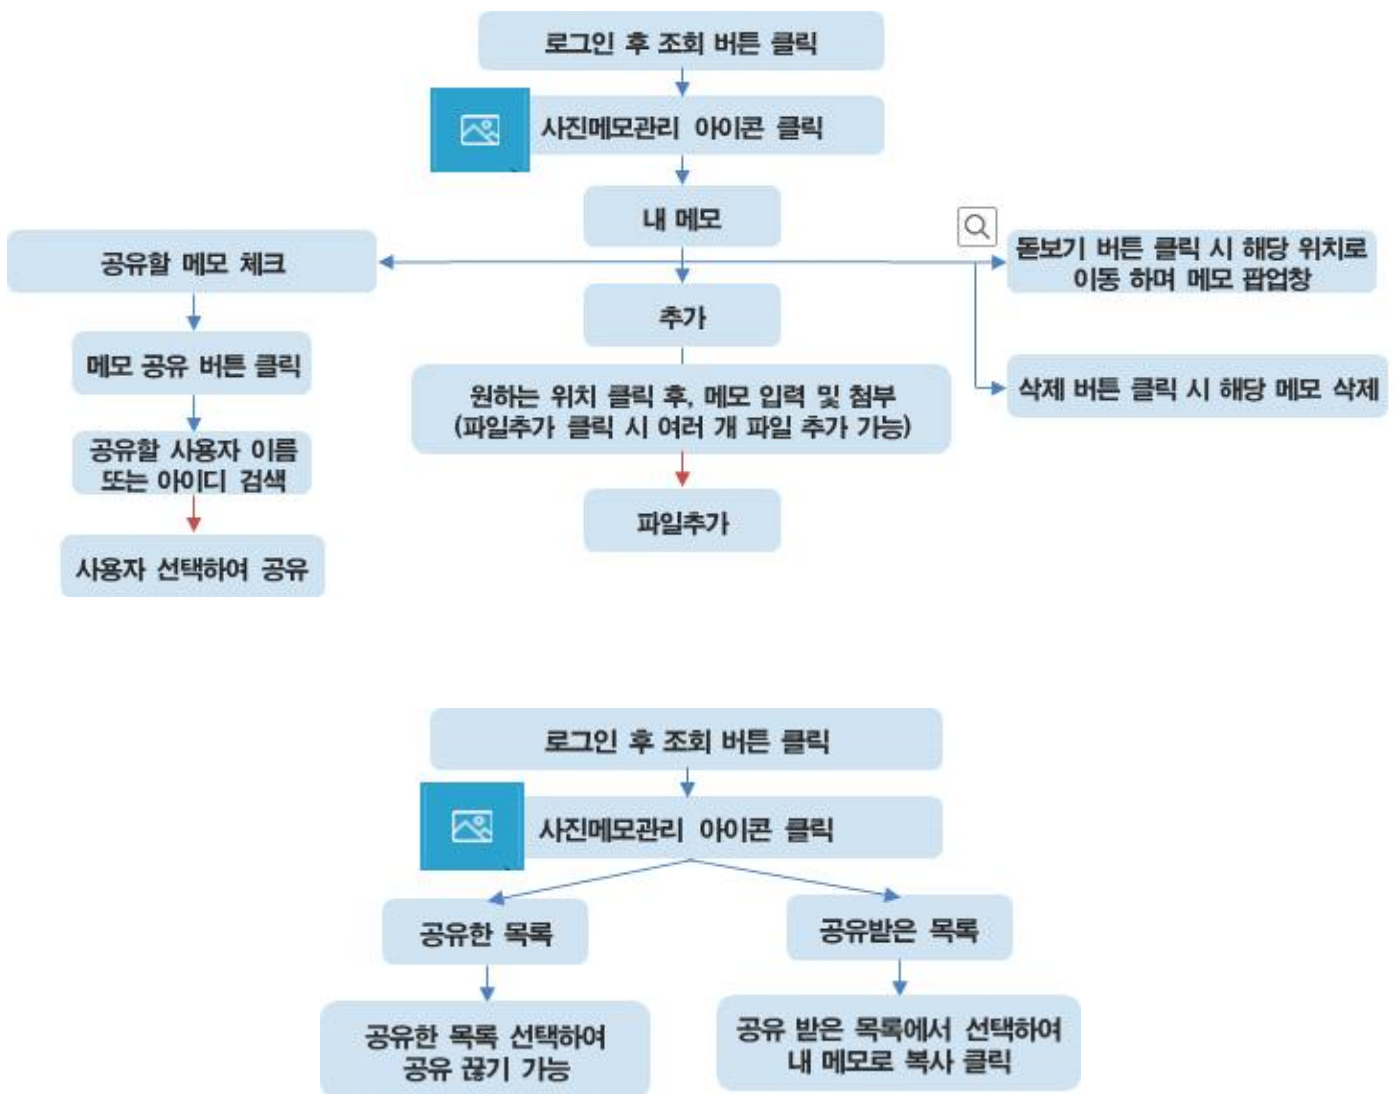 로그인 후 조회 버튼 클릭
사진메모관리 아이콘 클릭
내 메모
공유할 메모 체크
메모 공유 버튼 클릭
공유할 사용자 이름
또는 아이디 검색
사용자 선택하여 공유
추가
원하는 위치 클릭 후, 메모 입력 및 첨부
(파일추가 클릭 시 여러 개 파일 추가 가능)
파일추가
돋보기 버튼 클릭 시 해당 위치로
이동 하며 메모 팝업창
삭제 버튼 클릭 시 해당 메모 삭제
로그인 후 조회 버튼 클릭
사진메모관리 아이콘 클릭
공유한 목록
공유한 목록 선택하여
공유 끊기 가능
공유받은 목록
공유 받은 목록에서 선택하여
내 메모로 복사 클릭